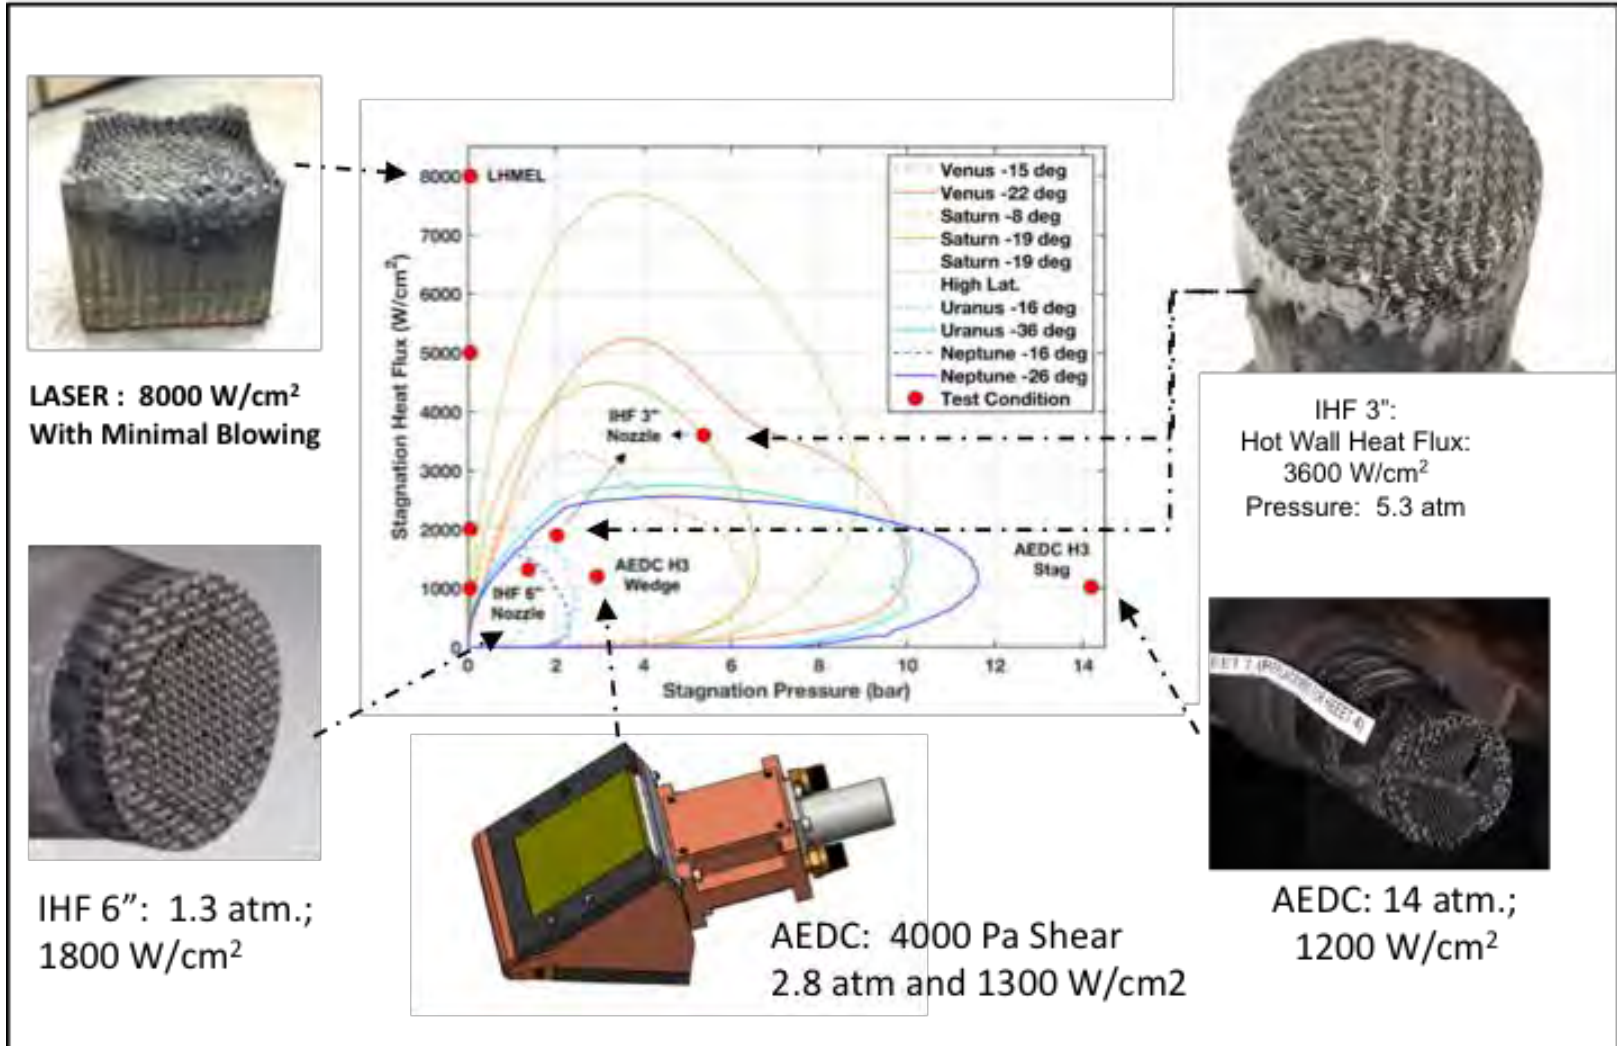 LASER : 8000 W/cm2
With Minimal Blowing
IHF 6”: 1.3 atm.;
1800 W/cm2
Stagnation Heat Flux (W/cm2)
8000
7000
6000
5000
4000
3000
2000
1000
0
0 2 4 6 8 10 12 14
Stagnation Pressure (bar)
LHMEL
IHF 3"
Nozzle
IHF 6"
Nozzle
AEDC H3
Wedge
AEDC H3
Stag
Venus -15 deg
Venus -22 deg
Saturn -8 deg
Saturn -19 deg
Saturn -19 deg
High Lat.
Uranus -16 deg
Uranus -36 deg
Neptune -16 deg
Neptune -26 deg
Test Condition
IHF 3":
Hot Wall Heat Flux:
3600 W/cm2
Pressure: 5.3 atm
AEDC: 4000 Pa Shear
2.8 atm and 1300 W/cm2
AEDC: 14 atm.;
1200 W/cm2